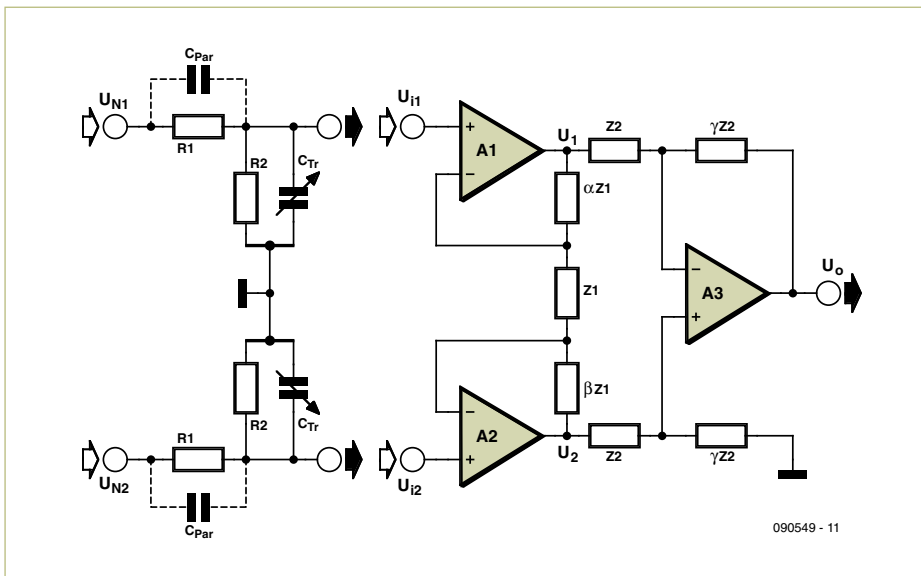 CPar
UN1
R1
R2
CTr
R2
CTr
R1
UN2
CPar
Ui1
+
A1
−
U1
αZ1
Z1
βZ1
−
A2
+
Ui2
U2
Z2
γZ2
−
A3
+
Uo
Z2
γZ2
090549 - 11